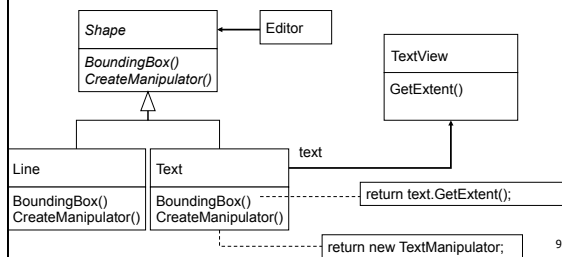 Shape
Editor
BoundingBox()
CreateManipulator()
TextView
GetExtent()
text
Line
BoundingBox()
CreateManipulator()
Text
BoundingBox()
CreateManipulator()
return text.GetExtent();
return new TextManipulator;
9